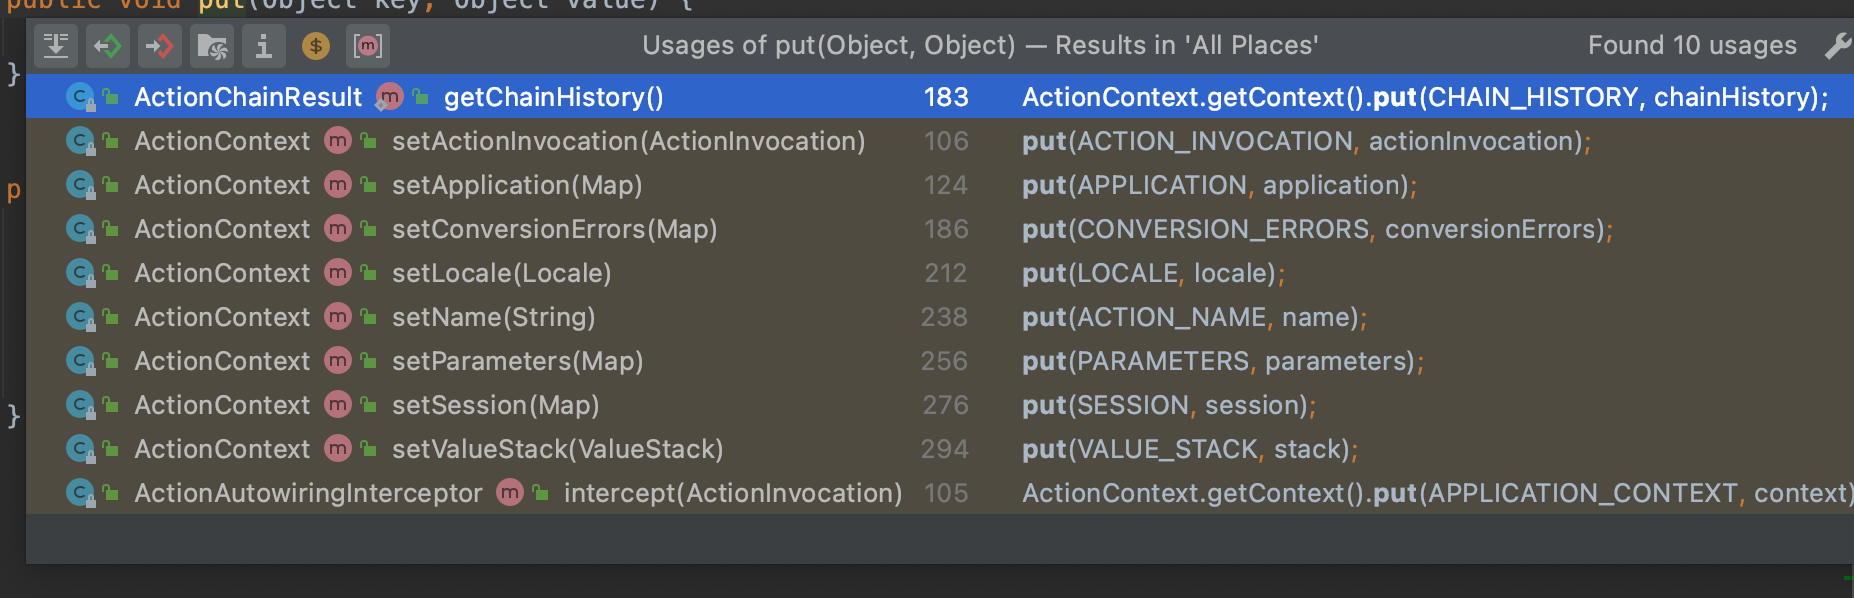 public void put(Object key, Object value) {
Usages of put(Object, Object) — Results in 'All Places' Found 10 usages
}
ActionChainResult getChainHistory() 183 ActionContext.getContext().put(CHAIN_HISTORY, chainHistory);
ActionContext setActionInvocation(ActionInvocation) 106 put(ACTION_INVOCATION, actionInvocation);
ActionContext setApplication(Map) 124 put(APPLICATION, application);
p
ActionContext setConversionErrors(Map) 186 put(CONVERSION_ERRORS, conversionErrors);
ActionContext setLocale(Locale) 212 put(LOCALE, locale);
ActionContext setName(String) 238 put(ACTION_NAME, name);
ActionContext setParameters(Map) 256 put(PARAMETERS, parameters);
ActionContext setSession(Map) 276 put(SESSION, session);
}
ActionContext setValueStack(ValueStack) 294 put(VALUE_STACK, stack);
ActionAutowiringInterceptor intercept(ActionInvocation) 105 ActionContext.getContext().put(APPLICATION_CONTEXT, context)